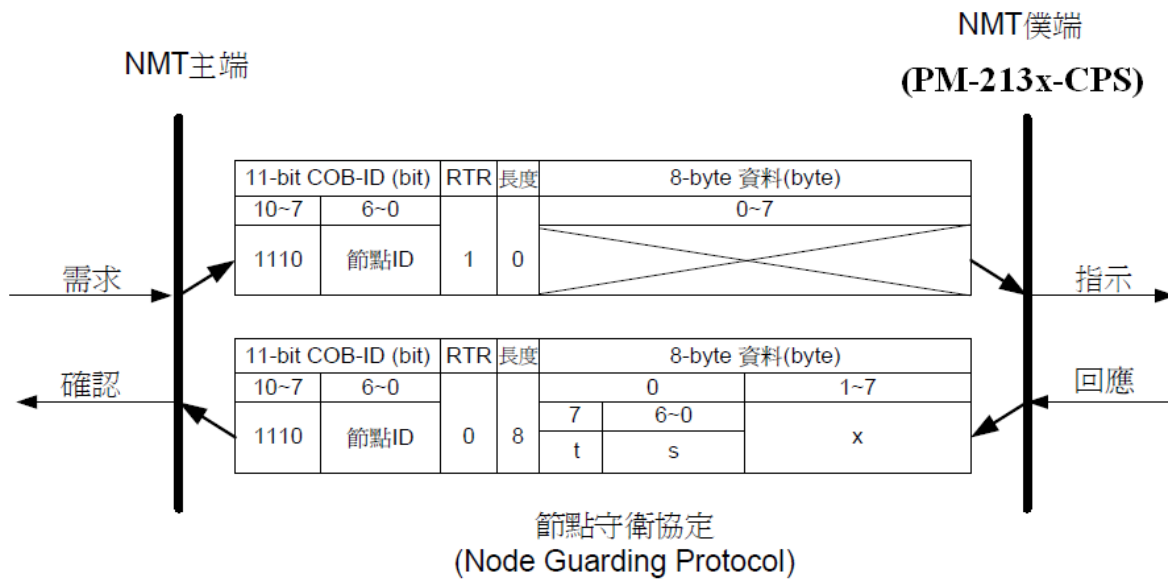 NMT主端
NMT僕端
(PM-213x-CPS)
11-bit COB-ID (bit) RTR 長度 8-byte 資料(byte)
10~7 6~0 0~7
1110 節點ID 1 0
需求
指示
11-bit COB-ID (bit) RTR 長度 8-byte 資料(byte)
10~7 6~0 0 1~7
7 6~0
1110 節點ID 0 8 t s x
確認
回應
節點守衛協定
(Node Guarding Protocol)